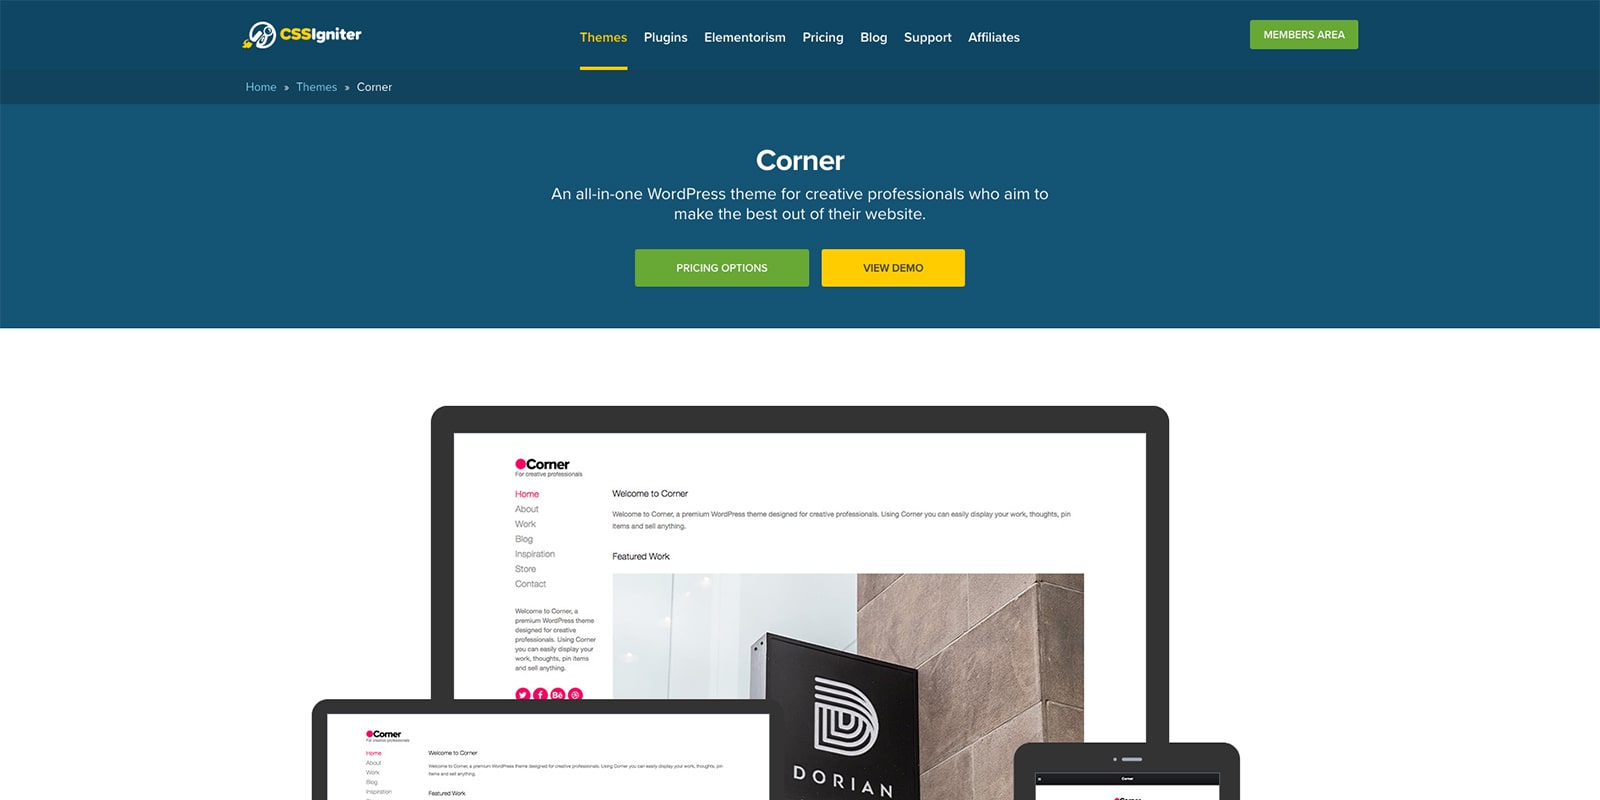 CSSIgniter
Themes Plugins Elementorism Pricing Blog Support Affiliates
MEMBERS AREA
Home » Themes » Corner
Corner
An all-in-one WordPress theme for creative professionals who aim to
make the best out of their website.
PRICING OPTIONS
VIEW DEMO
Corner
For creative professionals
Home
About
Work
Blog
Inspiration
Store
Contact
Welcome to Corner, a
premium WordPress theme
designed for creative
professionals. Using Corner
you can easily display your
work, thoughts, pin items
and sell anything.
Welcome to Corner
Welcome to Corner, a premium WordPress theme designed for creative professionals. Using Corner you can easily display your work, thoughts, pin
items and sell anything.
Featured Work
DORIAN
Corner
For creative professionals
Home
About
Work
Blog
Inspiration
Welcome to Corner
Welcome to Corner, a premium WordPress theme designed for creative professionals. Using Corner you can easily display your work, thoughts, pin
items and sell anything.
Featured Work
Corner
Corner